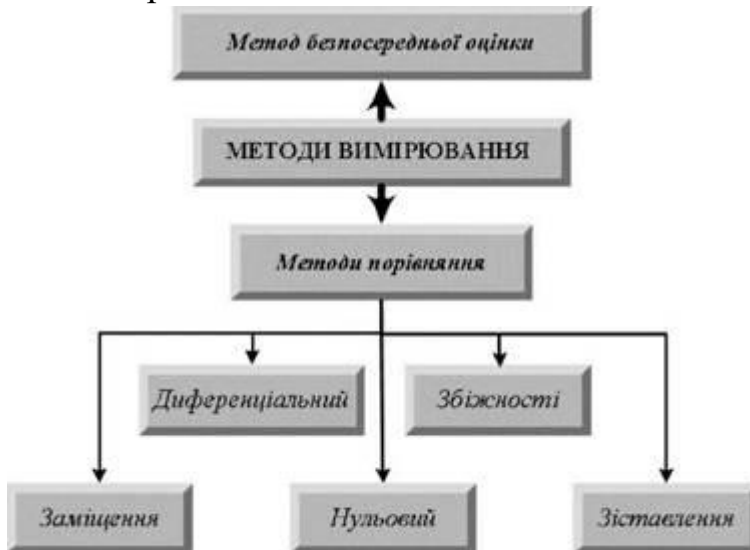 Метод безпосередньої оцінки
МЕТОДИ ВИМІРЮВАННЯ
Методи порівняння
Диференціальний
Збіжності
Заміщення
Нульовий
Зіставлення